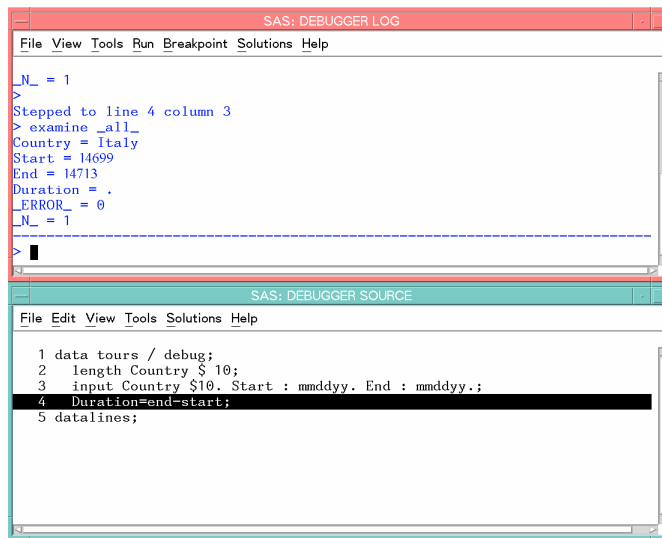 SAS: DEBUGGER LOG
File View Tools Run Breakpoint Solutions Help
_N_ = 1
>
Stepped to line 4 column 3
> examine _all_
Country = Italy
Start = 14699
End = 14713
Duration = .
_ERROR_ = 0
_N_ = 1
>
SAS: DEBUGGER SOURCE
File Edit View Tools Solutions Help
1 data tours / debug;
2 length Country $ 10;
3 input Country $10. Start : mmddyy. End : mmddyy.;
4 Duration=end-start;
5 datalines;